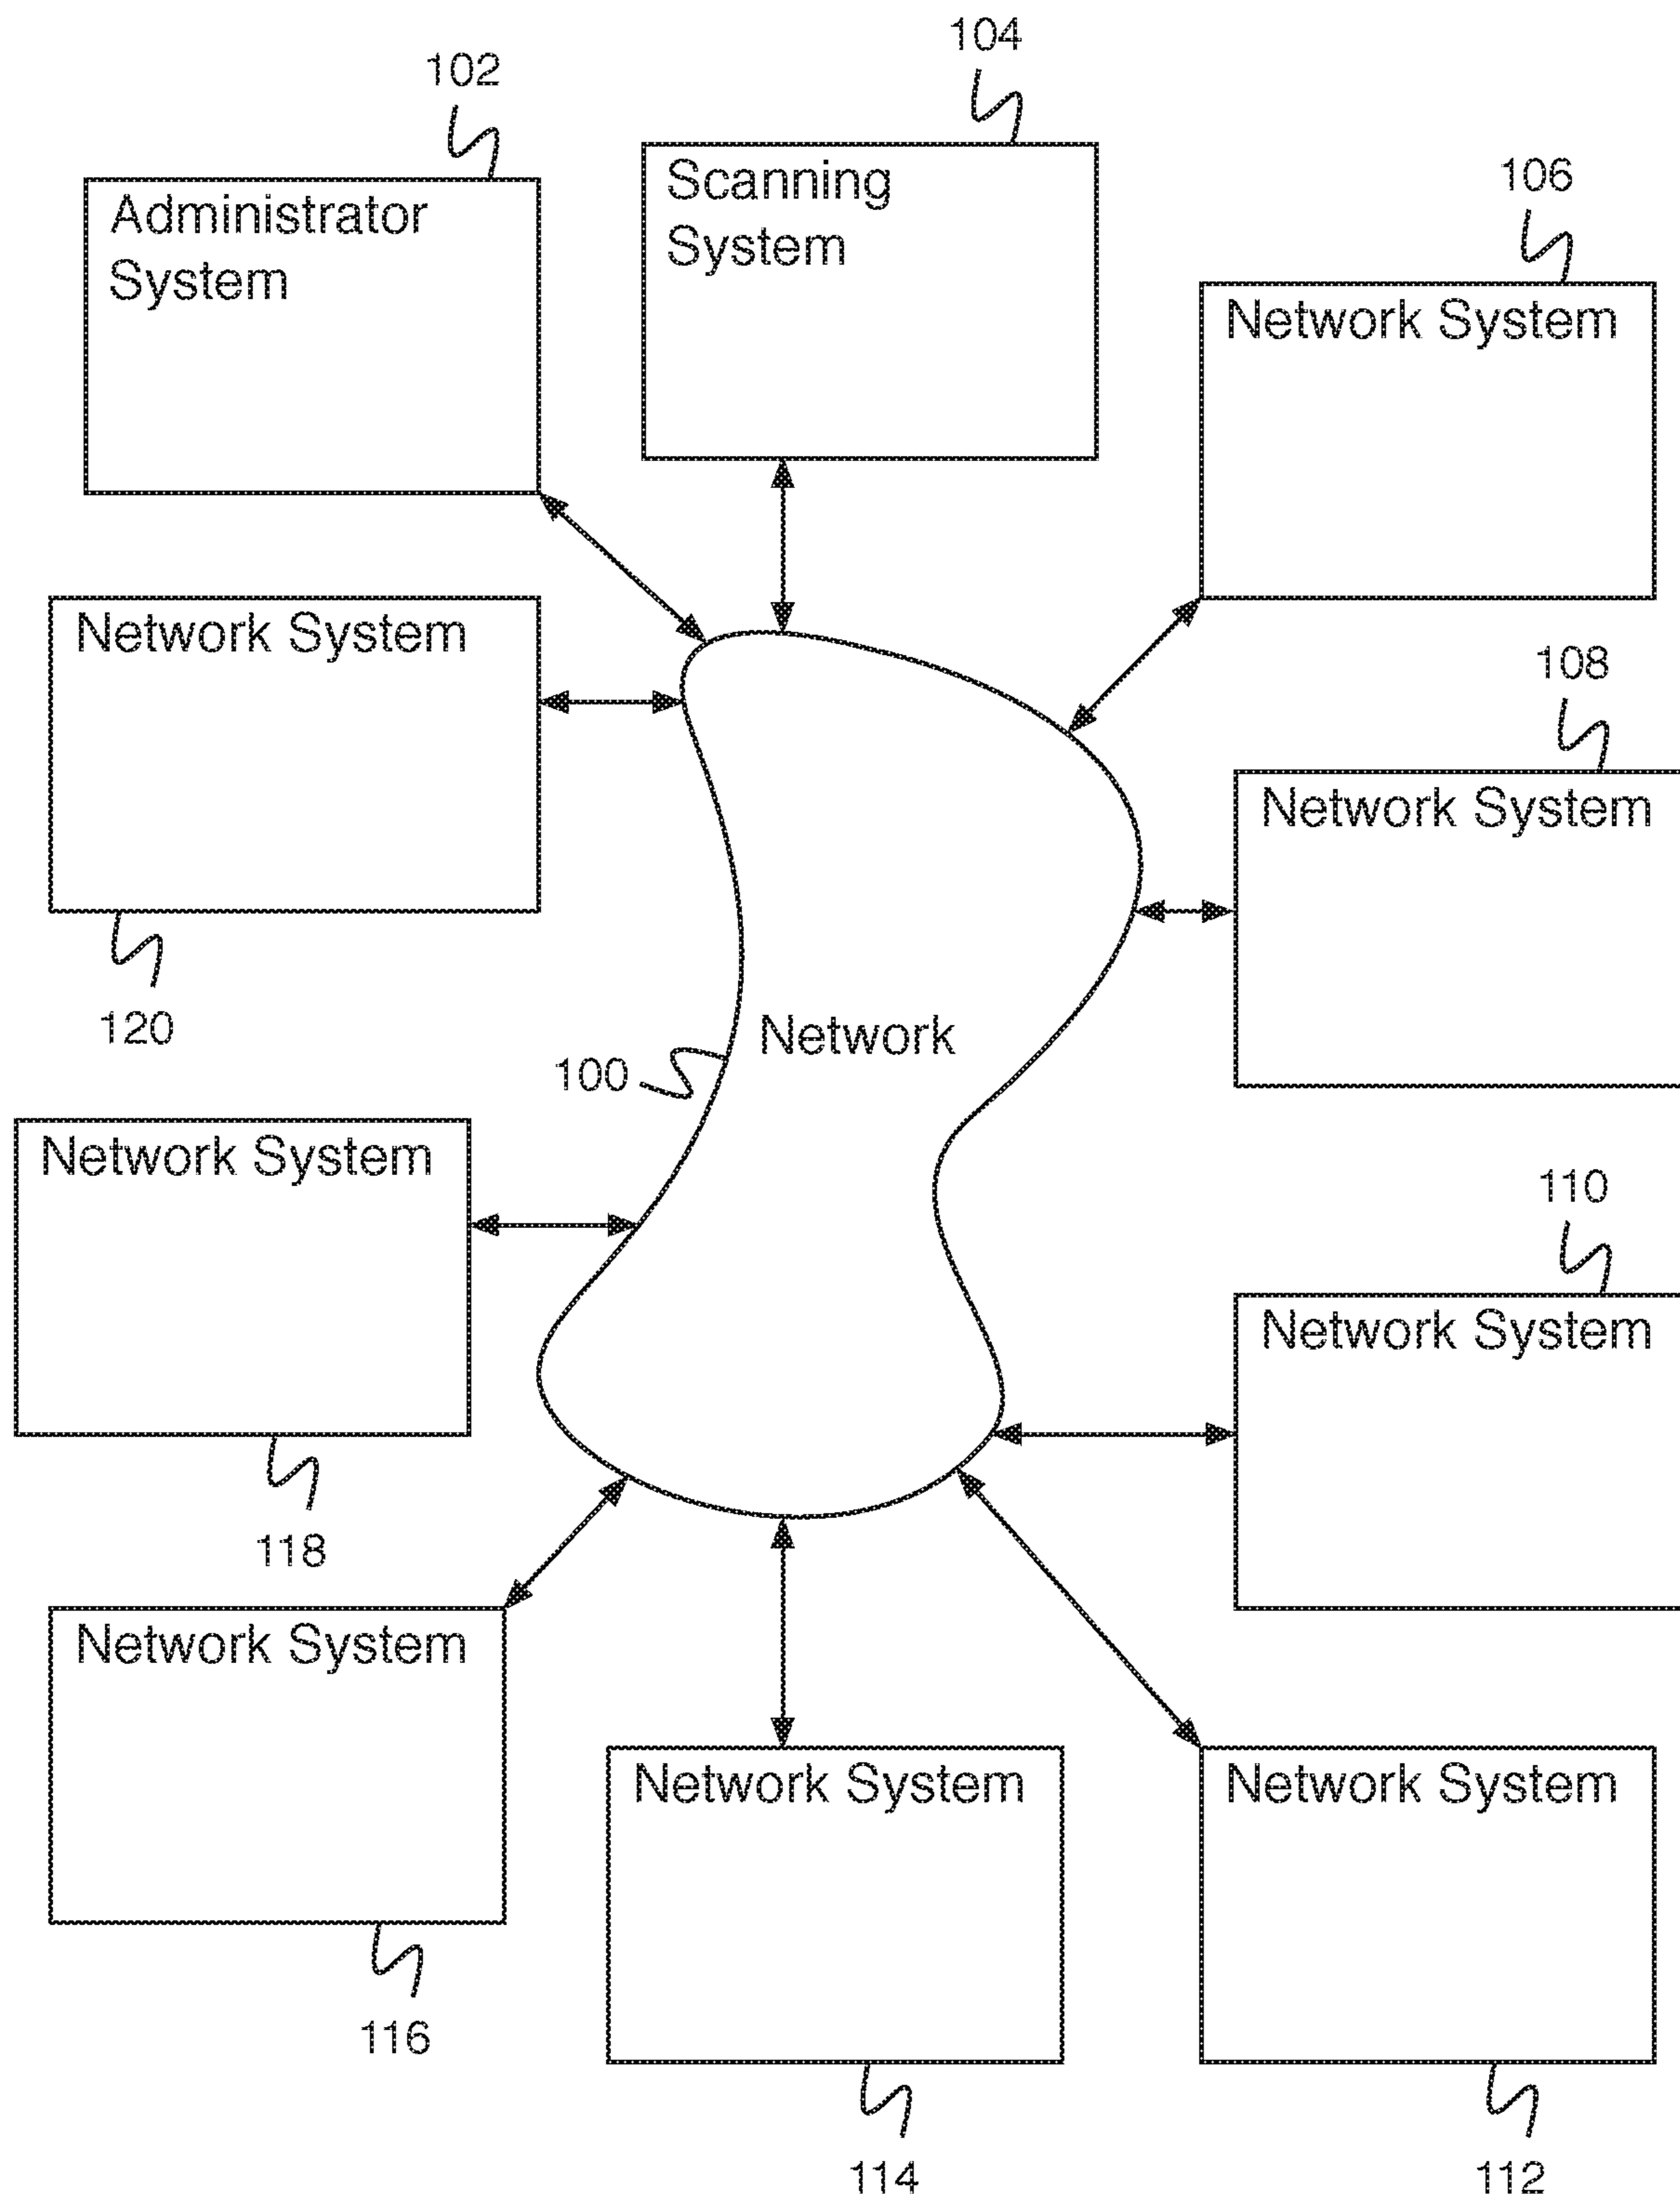 104
102
Scanning
System
106
Administrator
System
Network System
Network System
108
Network System
120
Network
100
Network System
110
Network System
118
Network System
Network System
Network System
116
114
112